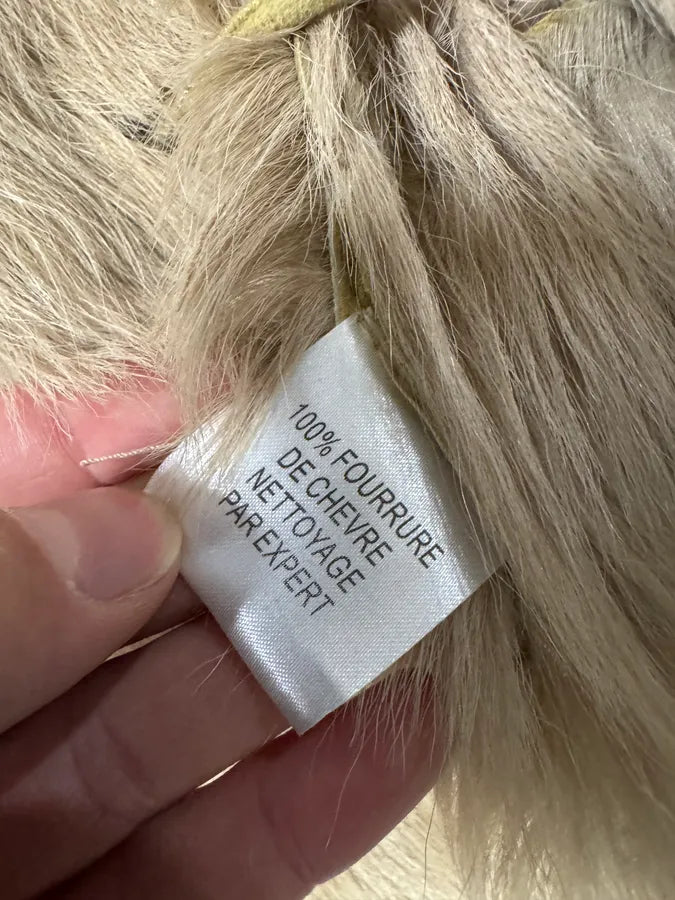 100% FOURRURE
DE CHEVRE
NETTOYAGE
PAR EXPERT